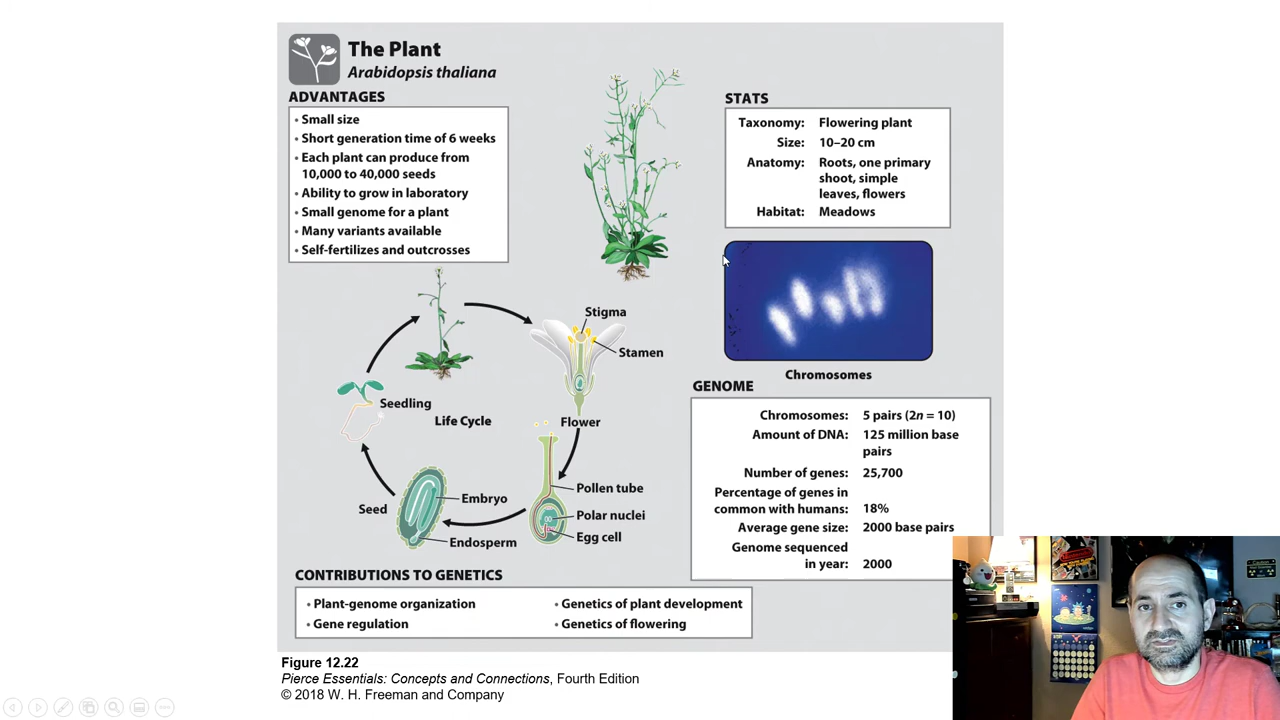 The Plant
Arabidopsis thaliana
ADVANTAGES
• Small size
• Short generation time of 6 weeks
• Each plant can produce from
10,000 to 40,000 seeds
• Ability to grow in laboratory
• Small genome for a plant
• Many variants available
• Self-fertilizes and outcrosses
STATS
Taxonomy: Flowering plant
Size: 10–20 cm
Anatomy: Roots, one primary
shoot, simple
leaves, flowers
Habitat: Meadows
Chromosomes
Stigma
Stamen
Flower
Pollen tube
Polar nuclei
Egg cell
Embryo
Endosperm
Seed
Seedling
Life Cycle
GENOME
Chromosomes: 5 pairs (2n = 10)
Amount of DNA: 125 million base
pairs
Number of genes: 25,700
Percentage of genes in
common with humans: 18%
Average gene size: 2000 base pairs
Genome sequenced
in year: 2000
CONTRIBUTIONS TO GENETICS
• Plant-genome organization
• Gene regulation
• Genetics of plant development
• Genetics of flowering
Figure 12.22
Pierce Essentials: Concepts and Connections, Fourth Edition
© 2018 W. H. Freeman and Company